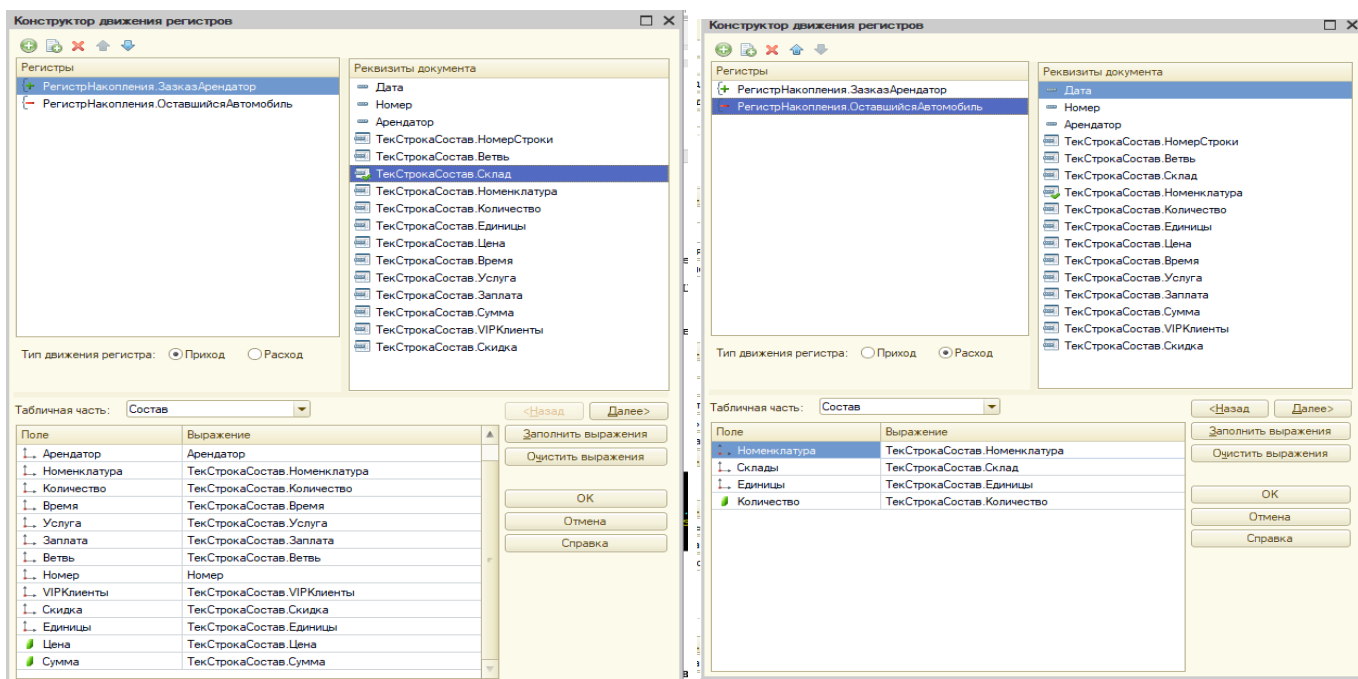 Конструктор движения регистров
Регистры
РегистрНакопления.ЗазказАрендатор
РегистрНакопления.ОставшийсяАвтомобиль
Реквизиты документа
Дата
Номер
Арендатор
ТекСтрокаСостав.НомерСтроки
ТекСтрокаСостав.Ветвь
ТекСтрокаСостав.Склад
ТекСтрокаСостав.Номенклатура
ТекСтрокаСостав.Количество
ТекСтрокаСостав.Единицы
ТекСтрокаСостав.Цена
ТекСтрокаСостав.Время
ТекСтрокаСостав.Услуга
ТекСтрокаСостав.Заплата
ТекСтрокаСостав.Сумма
ТекСтрокаСостав.VIPКлиенты
ТекСтрокаСостав.Скидка
Тип движения регистра: Приход Расход
Табличная часть: Состав
<Назад Далее>
Заполнить выражения
Очистить выражения
ОК
Отмена
Справка
Поле Выражение
Арендатор Арендатор
Номенклатура ТекСтрокаСостав.Номенклатура
Количество ТекСтрокаСостав.Количество
Время ТекСтрокаСостав.Время
Услуга ТекСтрокаСостав.Услуга
Заплата ТекСтрокаСостав.Заплата
Ветвь ТекСтрокаСостав.Ветвь
Номер Номер
VIPКлиенты ТекСтрокаСостав.VIPКлиенты
Скидка ТекСтрокаСостав.Скидка
Единицы ТекСтрокаСостав.Единицы
Цена ТекСтрокаСостав.Цена
Сумма ТекСтрокаСостав.Сумма
Конструктор движения регистров
Регистры
РегистрНакопления.ЗазказАрендатор
РегистрНакопления.ОставшийсяАвтомобиль
Реквизиты документа
Дата
Номер
Арендатор
ТекСтрокаСостав.НомерСтроки
ТекСтрокаСостав.Ветвь
ТекСтрокаСостав.Склад
ТекСтрокаСостав.Номенклатура
ТекСтрокаСостав.Количество
ТекСтрокаСостав.Единицы
ТекСтрокаСостав.Цена
ТекСтрокаСостав.Время
ТекСтрокаСостав.Услуга
ТекСтрокаСостав.Заплата
ТекСтрокаСостав.Сумма
ТекСтрокаСостав.VIPКлиенты
ТекСтрокаСостав.Скидка
Тип движения регистра: Приход Расход
Табличная часть: Состав
<Назад Далее>
Заполнить выражения
Очистить выражения
ОК
Отмена
Справка
Поле Выражение
Номенклатура ТекСтрокаСостав.Номенклатура
Склады ТекСтрокаСостав.Склад
Единицы ТекСтрокаСостав.Единицы
Количество ТекСтрокаСостав.Количество